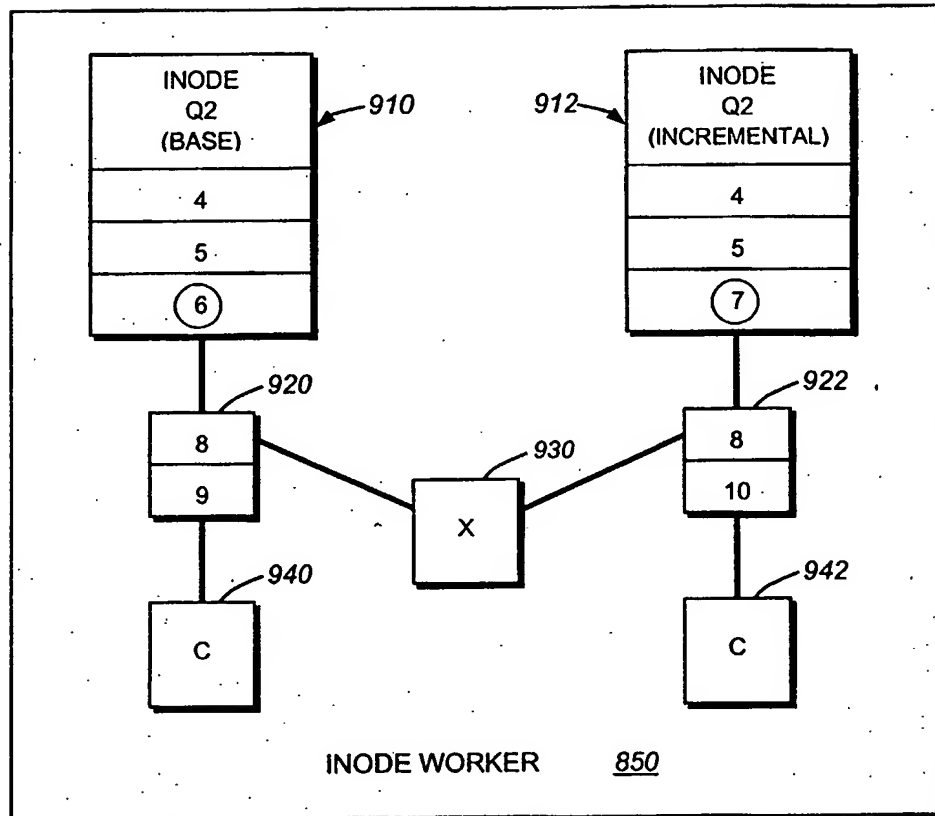 INODE
Q2
(BASE)
4
5
6
910
912
INODE
Q2
(INCREMENTAL)
4
5
7
920
8
9
930
X
922
8
10
940
C
942
C
INODE WORKER 850